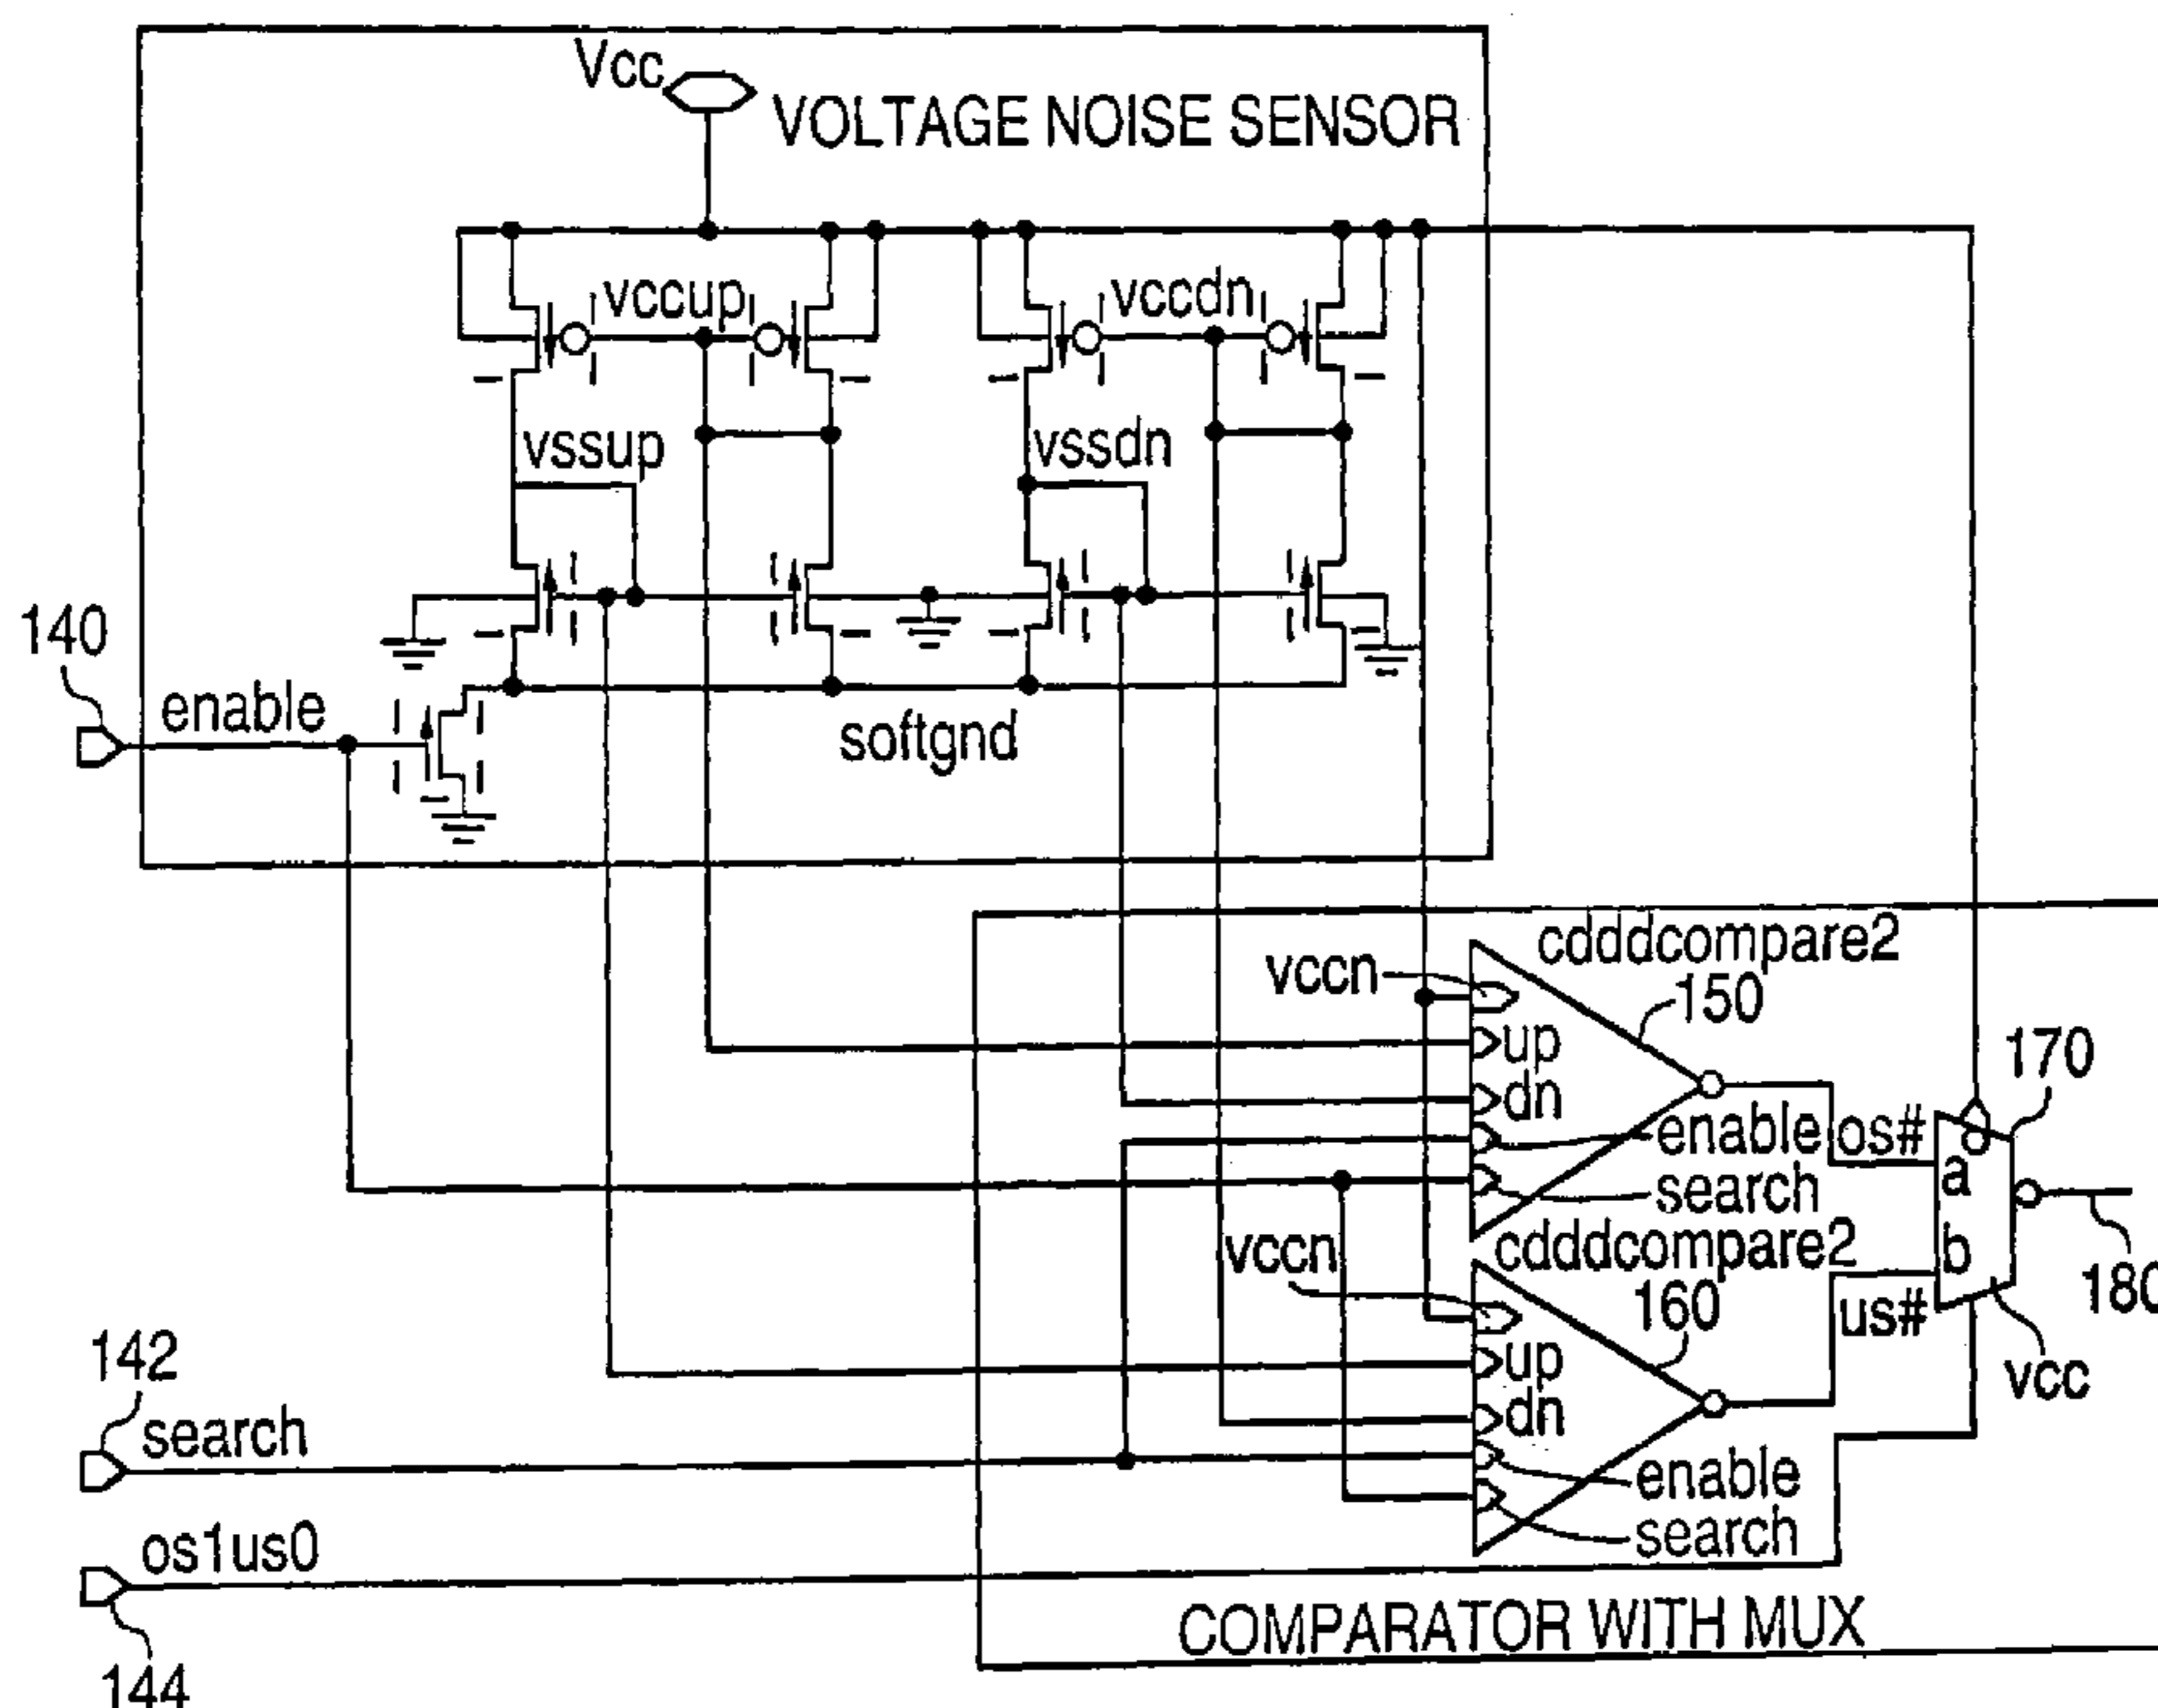 Vcc
VOLTAGE NOISE SENSOR
vccup
vccdn
vssup
vssdn
140
enable
softgnd
cdddcompare2
vccn
150
up
170
dn
enable
os#
a
search
cdddcompare2
vccn
b
160
us#
180
up
vcc
142
dn
search
enable
search
os1us0
COMPARATOR WITH MUX
144